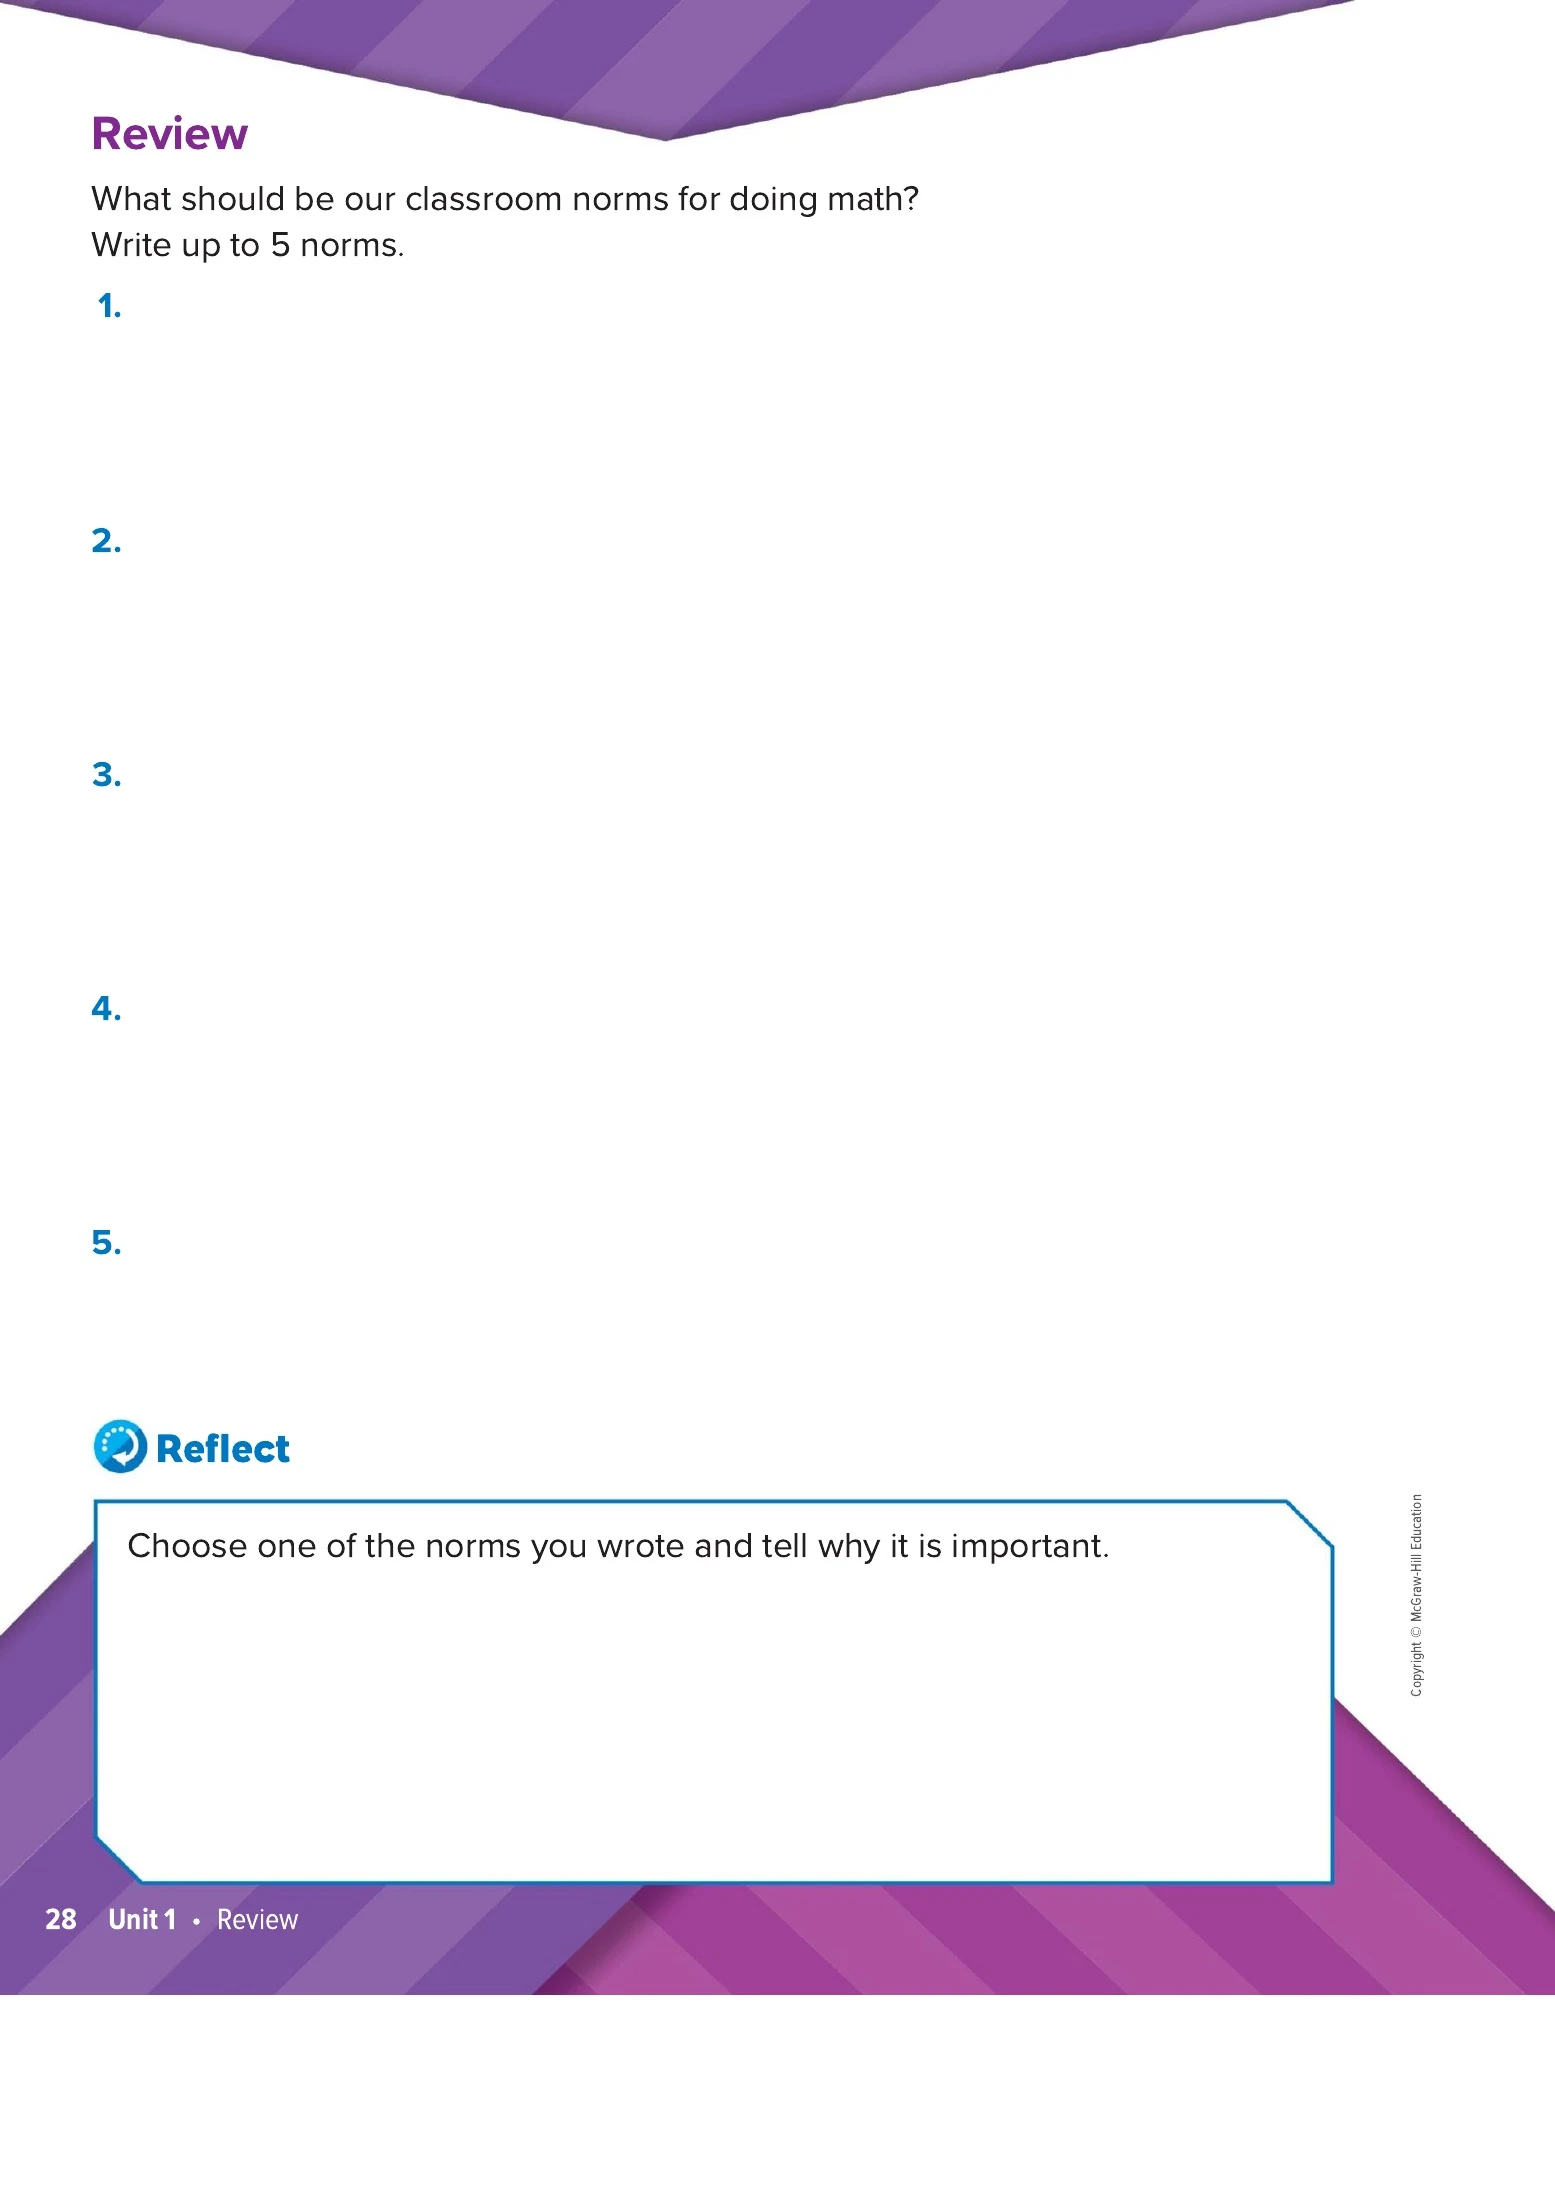 Review
What should be our classroom norms for doing math?
Write up to 5 norms.
1.
2.
3.
4.
5.
Reflect
Choose one of the norms you wrote and tell why it is important.
Copyright © McGraw-Hill Education
28 Unit 1 • Review